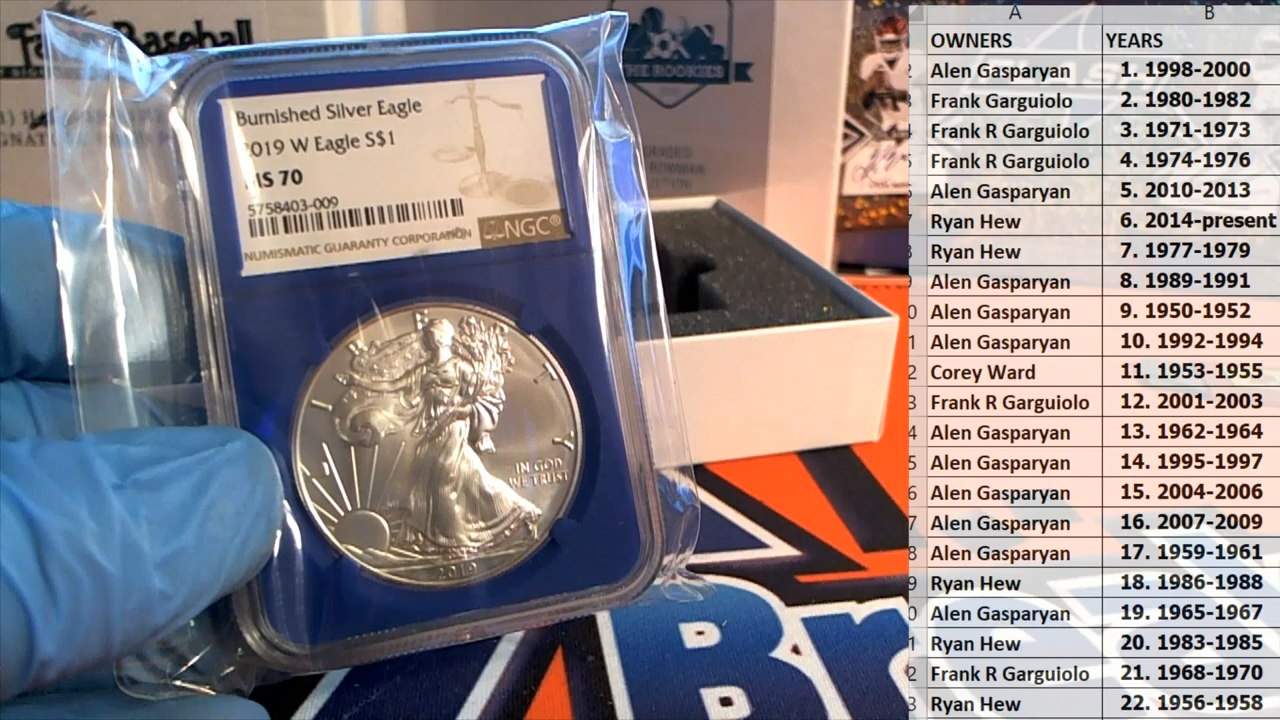 Baseball
THE ROOKIES
Burnished Silver Eagle
2019 W Eagle S$1
MS 70
5758403-009
NGC®
NUMISMATIC GUARANTY CORPORATION
L
I
T
Y
IN GOD
WE TRUST
2019
Br
A B
OWNERS YEARS
Alen Gasparyan 1. 1998-2000
Frank Garguiolo 2. 1980-1982
Frank R Garguiolo 3. 1971-1973
Frank R Garguiolo 4. 1974-1976
Alen Gasparyan 5. 2010-2013
Ryan Hew 6. 2014-present
Ryan Hew 7. 1977-1979
Alen Gasparyan 8. 1989-1991
Alen Gasparyan 9. 1950-1952
Alen Gasparyan 10. 1992-1994
Corey Ward 11. 1953-1955
Frank R Garguiolo 12. 2001-2003
Alen Gasparyan 13. 1962-1964
Alen Gasparyan 14. 1995-1997
Alen Gasparyan 15. 2004-2006
Alen Gasparyan 16. 2007-2009
Alen Gasparyan 17. 1959-1961
Ryan Hew 18. 1986-1988
Alen Gasparyan 19. 1965-1967
Ryan Hew 20. 1983-1985
Frank R Garguiolo 21. 1968-1970
Ryan Hew 22. 1956-1958